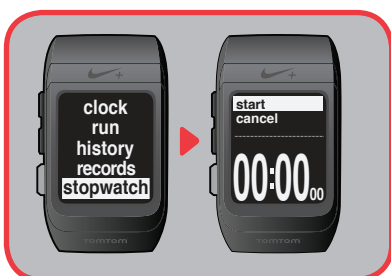 clock
run
history
records
stopwatch
TOMTOM
start
cancel
00:00 00
TOMTOM